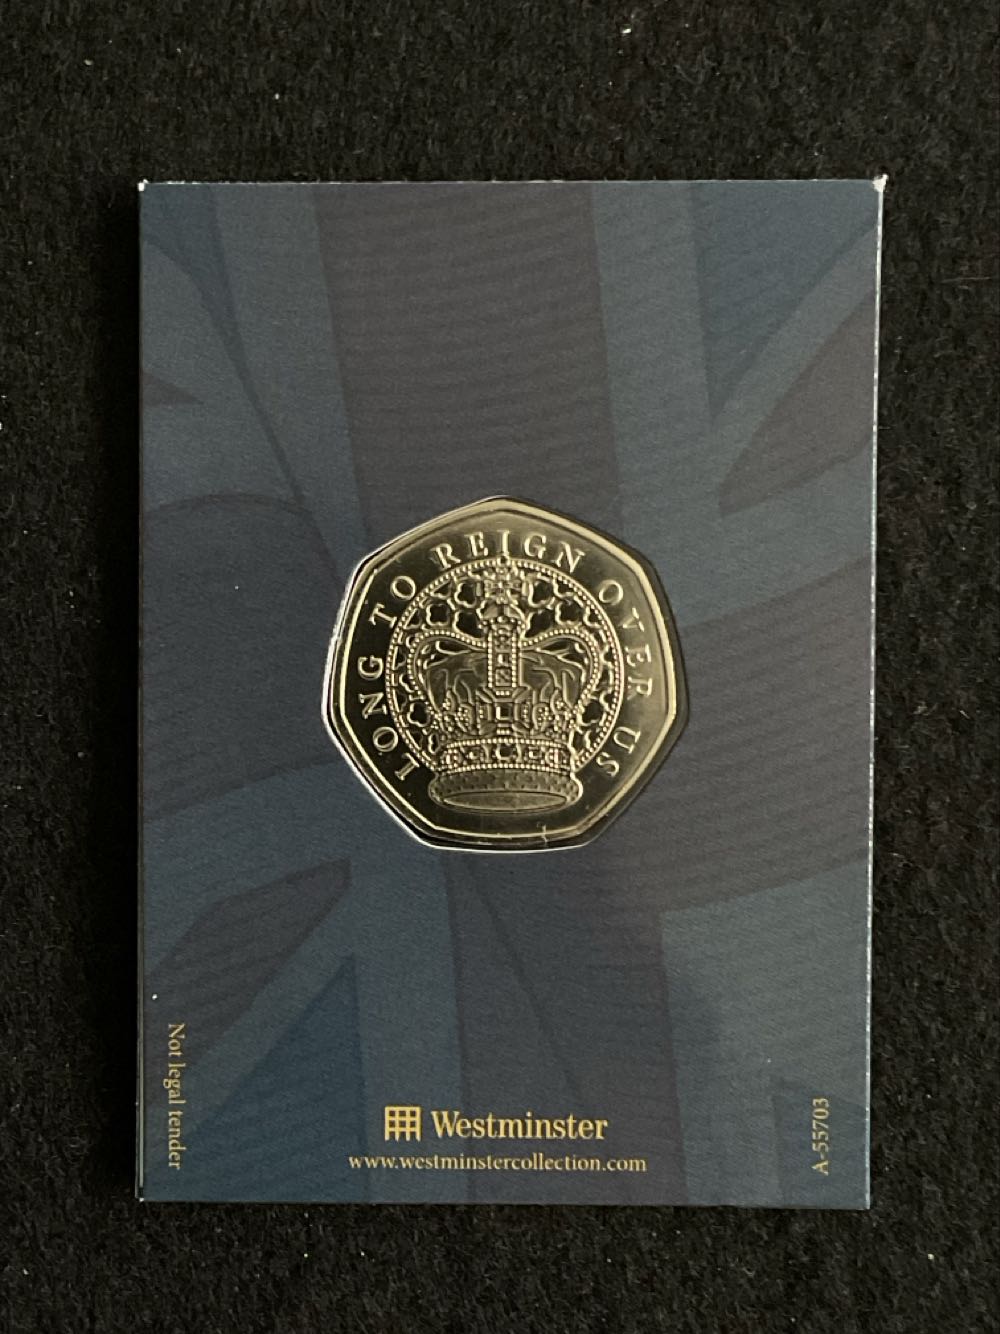 LONG TO REIGN OVER US
Not legal tender
Westminster
www.westminstercollection.com
A-55703